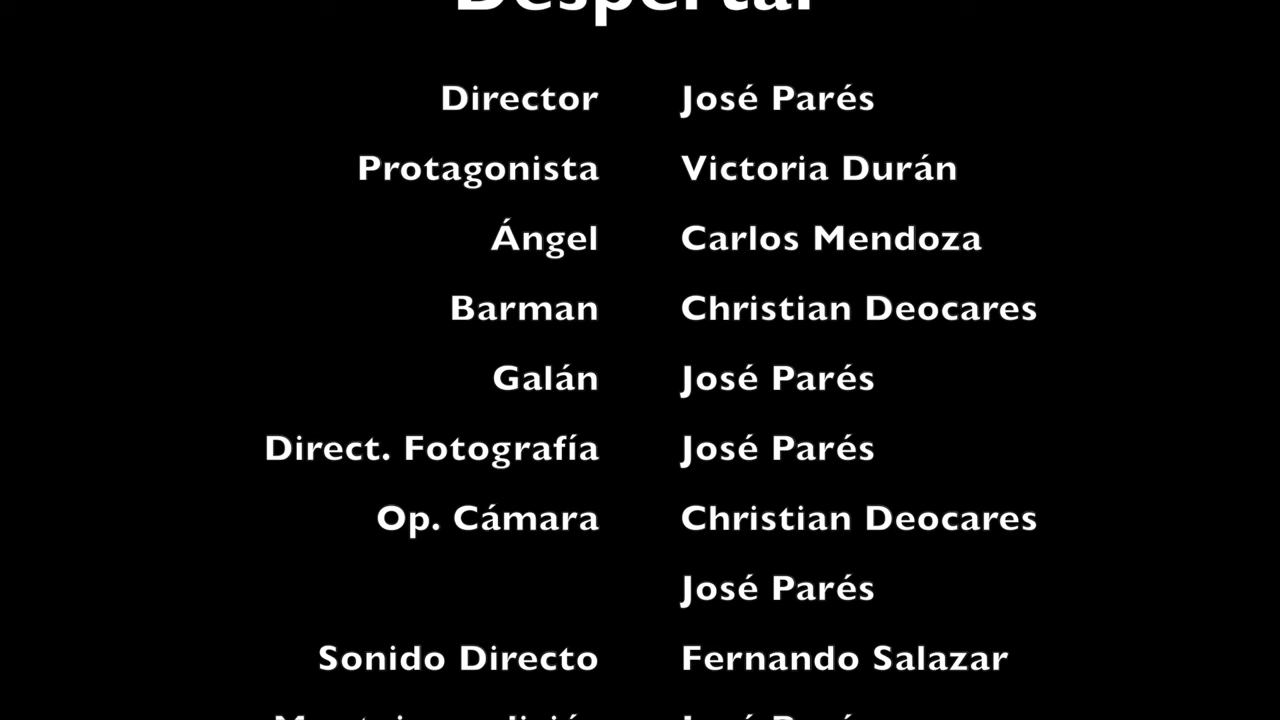 Despertar
Director José Parés
Protagonista Victoria Durán
Ángel Carlos Mendoza
Barman Christian Deocares
Galán José Parés
Direct. Fotografía José Parés
Op. Cámara Christian Deocares
José Parés
Sonido Directo Fernando Salazar